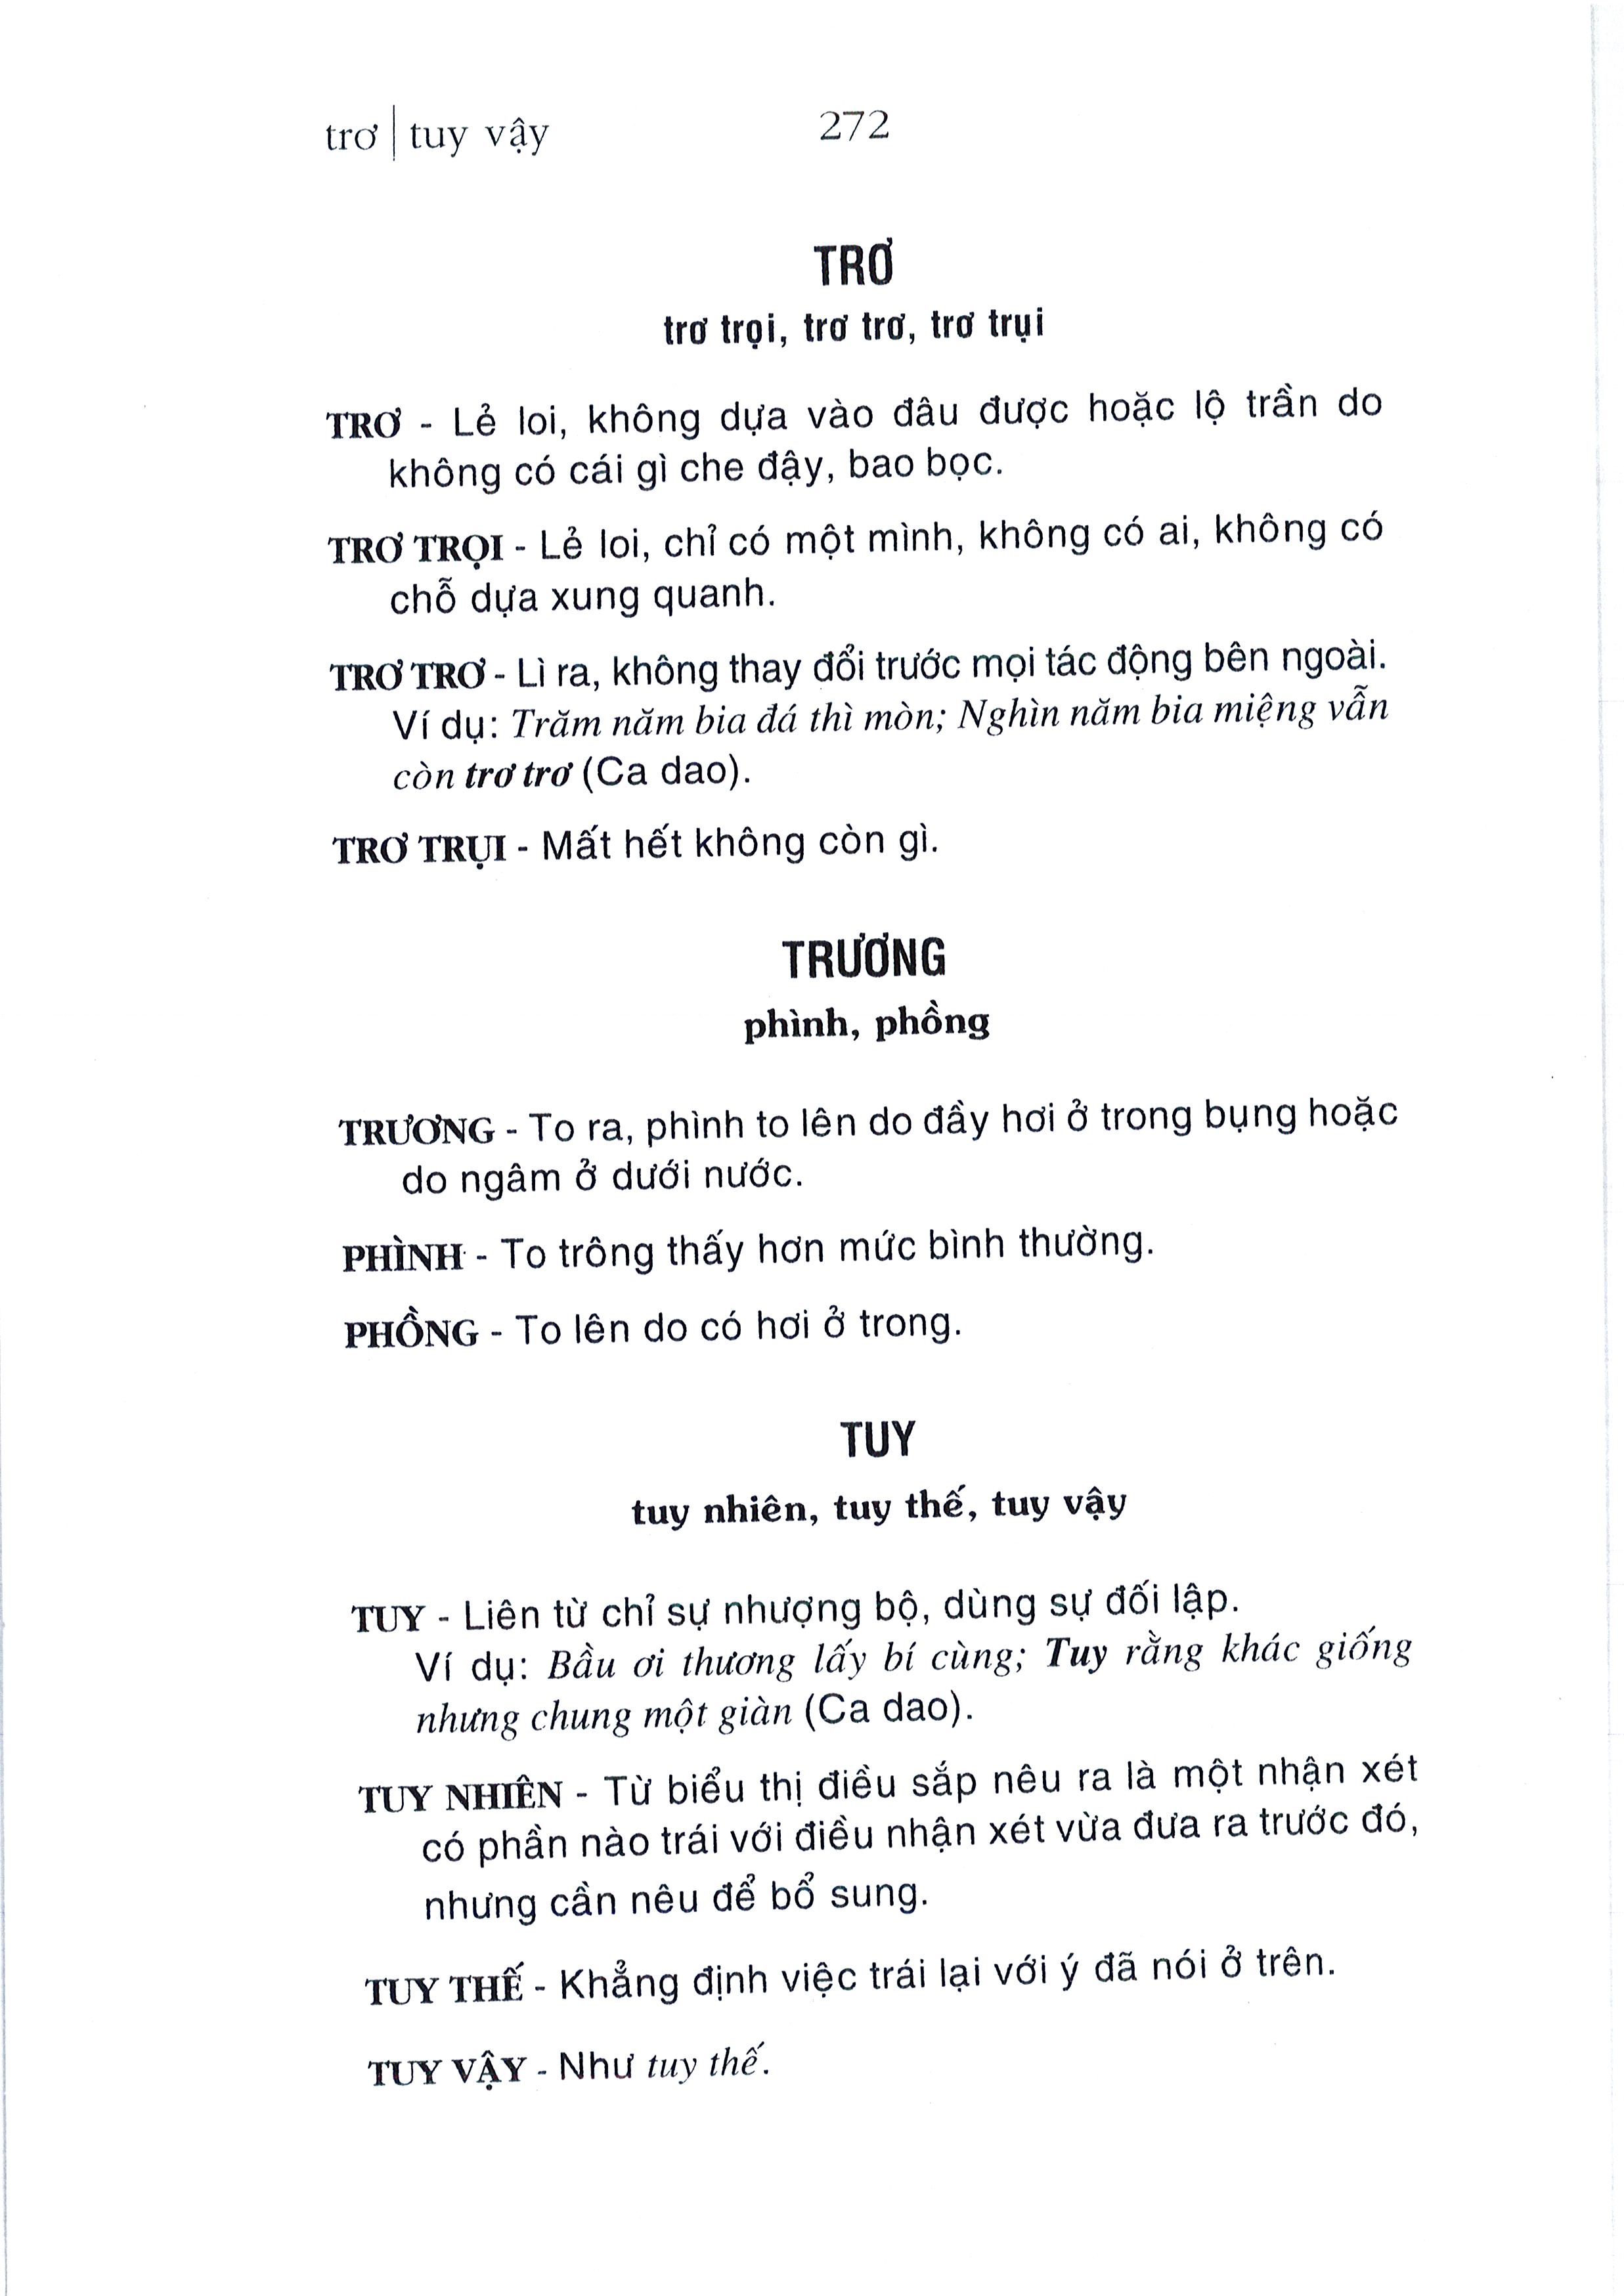 trơ | tuy vậy
272
TRƠ
trơ trọi, trơ trơ, trơ trụi
TRƠ - Lẻ loi, không dựa vào đâu được hoặc lộ trần do
không có cái gì che đậy, bao bọc.
TRƠ TRỌI - Lẻ loi, chỉ có một mình, không có ai, không có
chỗ dựa xung quanh.
TRƠ TRƠ - Lì ra, không thay đổi trước mọi tác động bên ngoài.
Ví dụ: Trăm năm bia đá thì mòn; Nghìn năm bia miệng vẫn
còn trơ trơ (Ca dao).
TRƠ TRỤI - Mất hết không còn gì.
TRƯƠNG
phình, phồng
TRƯƠNG - To ra, phình to lên do đầy hơi ở trong bụng hoặc
do ngâm ở dưới nước.
PHÌNH - To trông thấy hơn mức bình thường.
PHỒNG - To lên do có hơi ở trong.
TUY
tuy nhiên, tuy thế, tuy vậy
TUY - Liên từ chỉ sự nhượng bộ, dùng sự đối lập.
Ví dụ: Bầu ơi thương lấy bí cùng; Tuy rằng khác giống
nhưng chung một giàn (Ca dao).
TUY NHIÊN - Từ biểu thị điều sắp nêu ra là một nhận xét
có phần nào trái với điều nhận xét vừa đưa ra trước đó,
nhưng cần nêu để bổ sung.
TUY THẾ - Khẳng định việc trái lại với ý đã nói ở trên.
TUY VẬY - Như tuy thế.